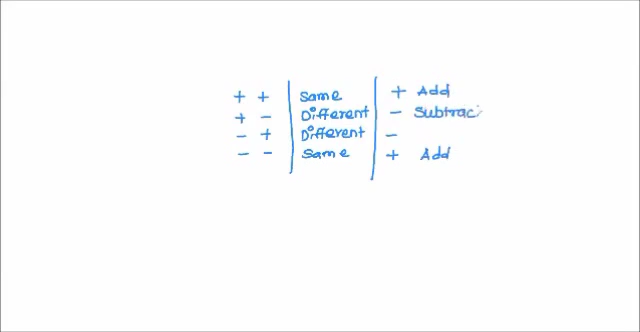 + + | Same | + Add
+ - | Different | - Subtrac
- + | Different | -
- - | Same | + Add